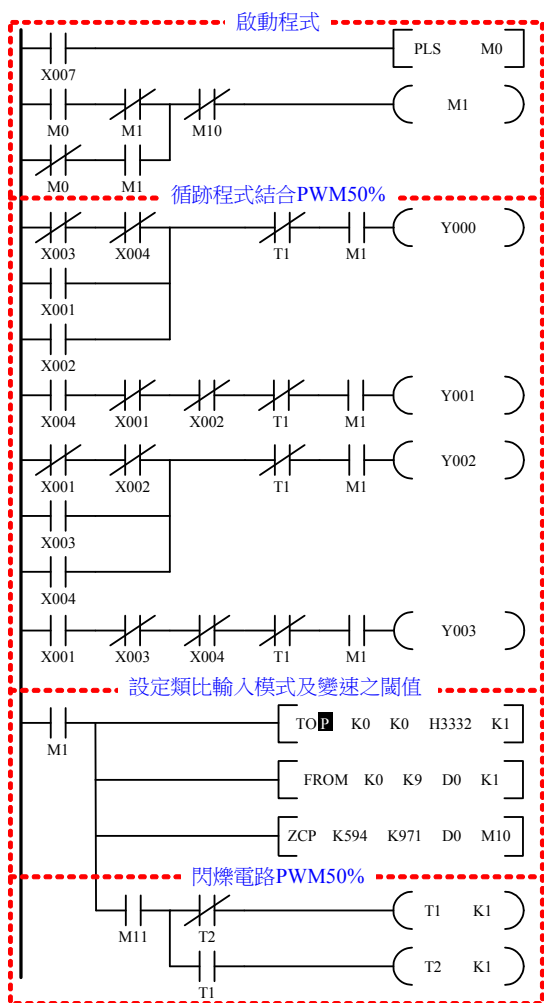 啟動程式
PLS M0
X007
M0 M1 M10 M1
M0 M1
循跡程式結合PWM50%
X003 X004 T1 M1 Y000
X001
X002
X004 X001 X002 T1 M1 Y001
X001 X002 T1 M1 Y002
X003
X004
X001 X003 X004 T1 M1 Y003
設定類比輸入模式及變速之閾值
TOP K0 K0 H3332 K1
M1
FROM K0 K9 D0 K1
ZCP K594 K971 D0 M10
閃爍電路PWM50%
M11 T2 T1 K1
T1 T2 K1